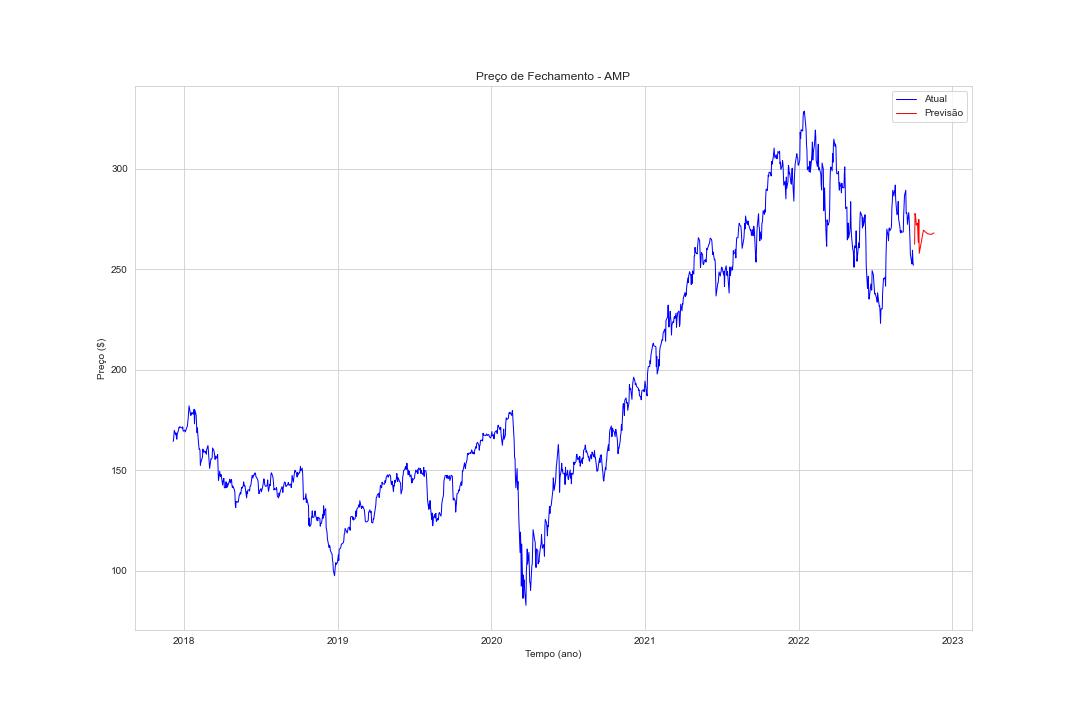 Preço de Fechamento - AMP
Atual
Previsão
Preço ($)
300
250
200
150
100
2018 2019 2020 2021 2022 2023
Tempo (ano)